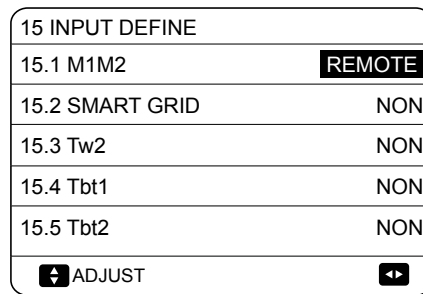 15 INPUT DEFINE
15.1 M1M2 REMOTE
15.2 SMART GRID NON
15.3 Tw2 NON
15.4 Tbt1 NON
15.5 Tbt2 NON
ADJUST